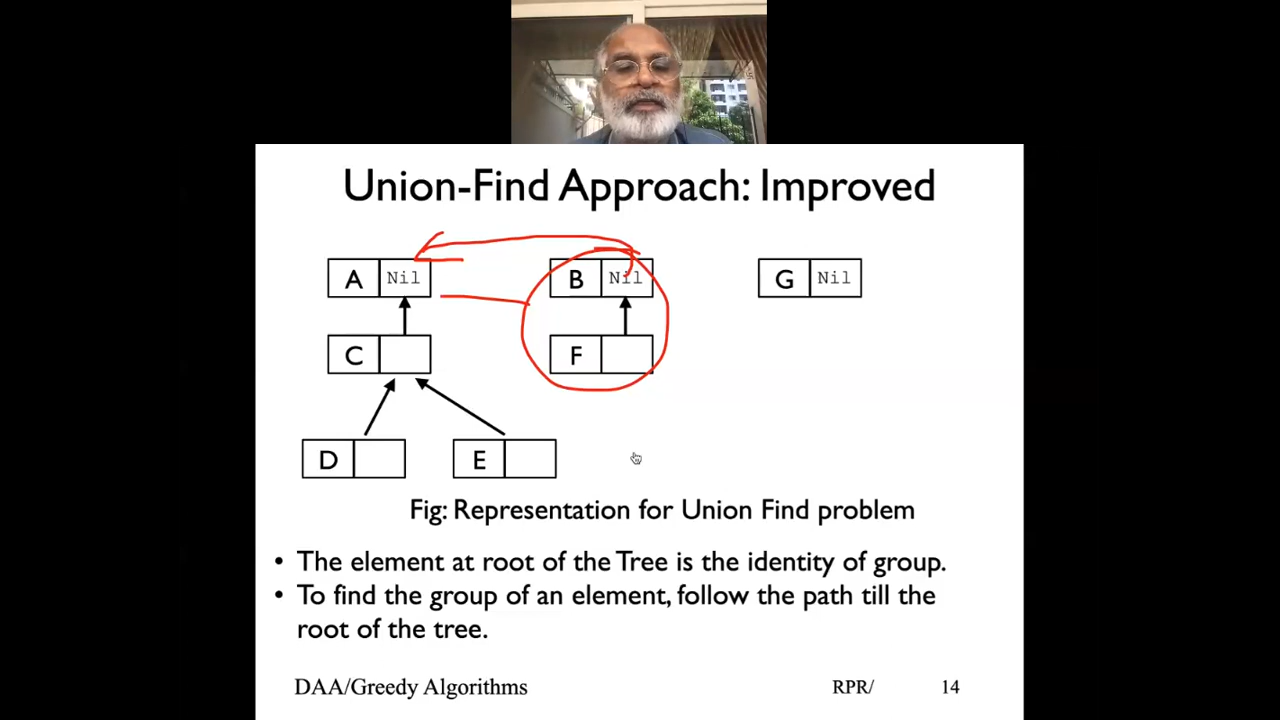 Union-Find Approach: Improved
A Nil B Nil G Nil
C F
D E
Fig: Representation for Union Find problem
• The element at root of the Tree is the identity of group.
• To find the group of an element, follow the path till the
root of the tree.
DAA/Greedy Algorithms RPR/ 14